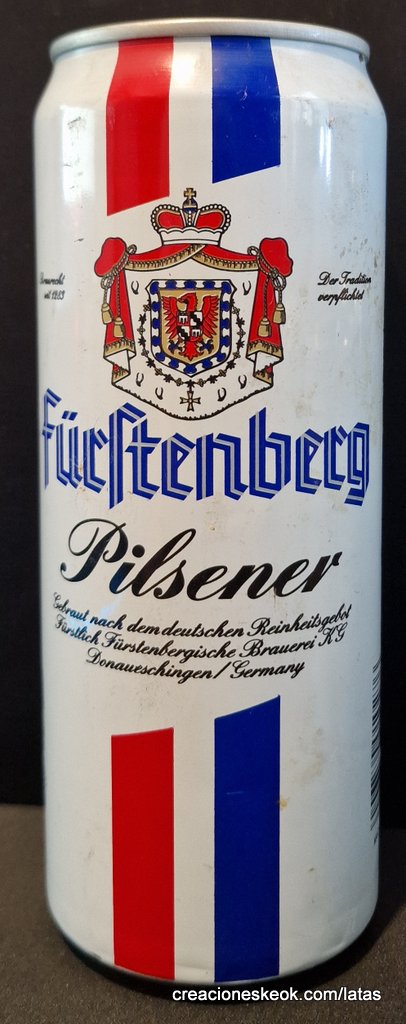 seit 1283
Der Tradition
verpflichtet
Fürstenberg
Pilsener
Gebraut nach dem deutschen Reinheitsgebot
Fürstlich Fürstenbergische Brauerei KG
Donaueschingen / Germany
creacioneskeok.com/latas